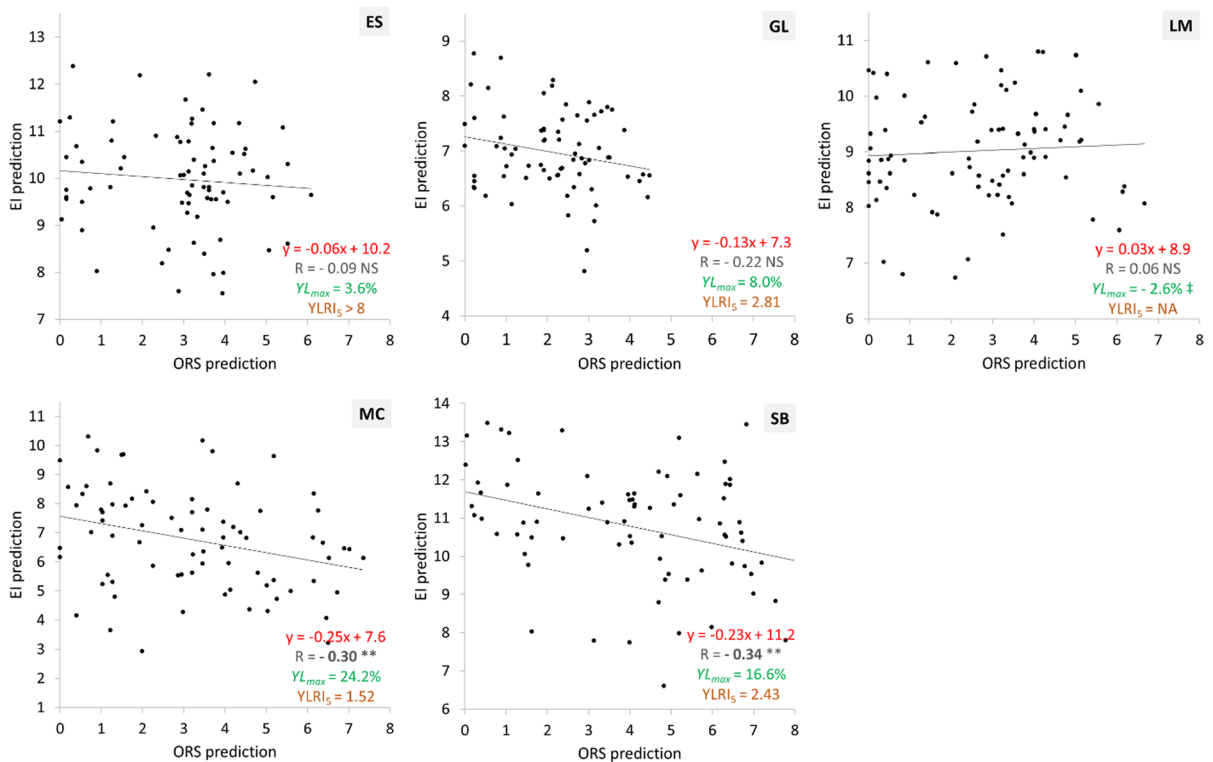 ES
13
12
11
10
9
8
7
EI prediction
0 1 2 3 4 5 6 7 8
ORS prediction
y = -0.06x + 10.2
R = - 0.09 NS
YLmax = 3.6%
YLRI5 > 8
GL
9
8
7
6
5
4
EI prediction
0 1 2 3 4 5 6 7 8
ORS prediction
y = -0.13x + 7.3
R = - 0.22 NS
YLmax = 8.0%
YLRI5 = 2.81
LM
11
10
9
8
7
6
EI prediction
0 1 2 3 4 5 6 7 8
ORS prediction
y = 0.03x + 8.9
R = 0.06 NS
YLmax = - 2.6% ‡
YLRI5 = NA
MC
11
10
9
8
7
6
5
4
3
2
1
EI prediction
0 1 2 3 4 5 6 7 8
ORS prediction
y = -0.25x + 7.6
R = - 0.30 **
YLmax = 24.2%
YLRI5 = 1.52
SB
14
13
12
11
10
9
8
7
6
EI prediction
0 1 2 3 4 5 6 7 8
ORS prediction
y = -0.23x + 11.2
R = - 0.34 **
YLmax = 16.6%
YLRI5 = 2.43